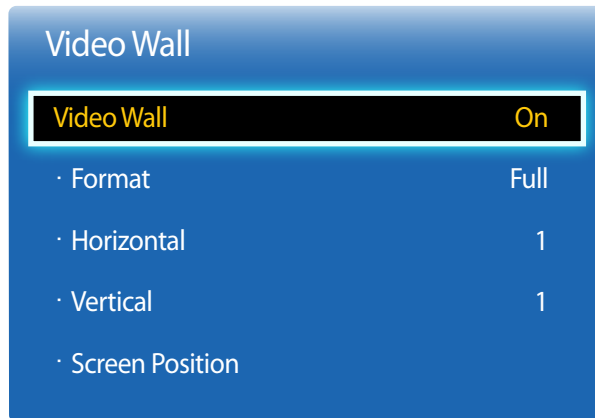 Video Wall
Video Wall On
· Format Full
· Horizontal 1
· Vertical 1
· Screen Position